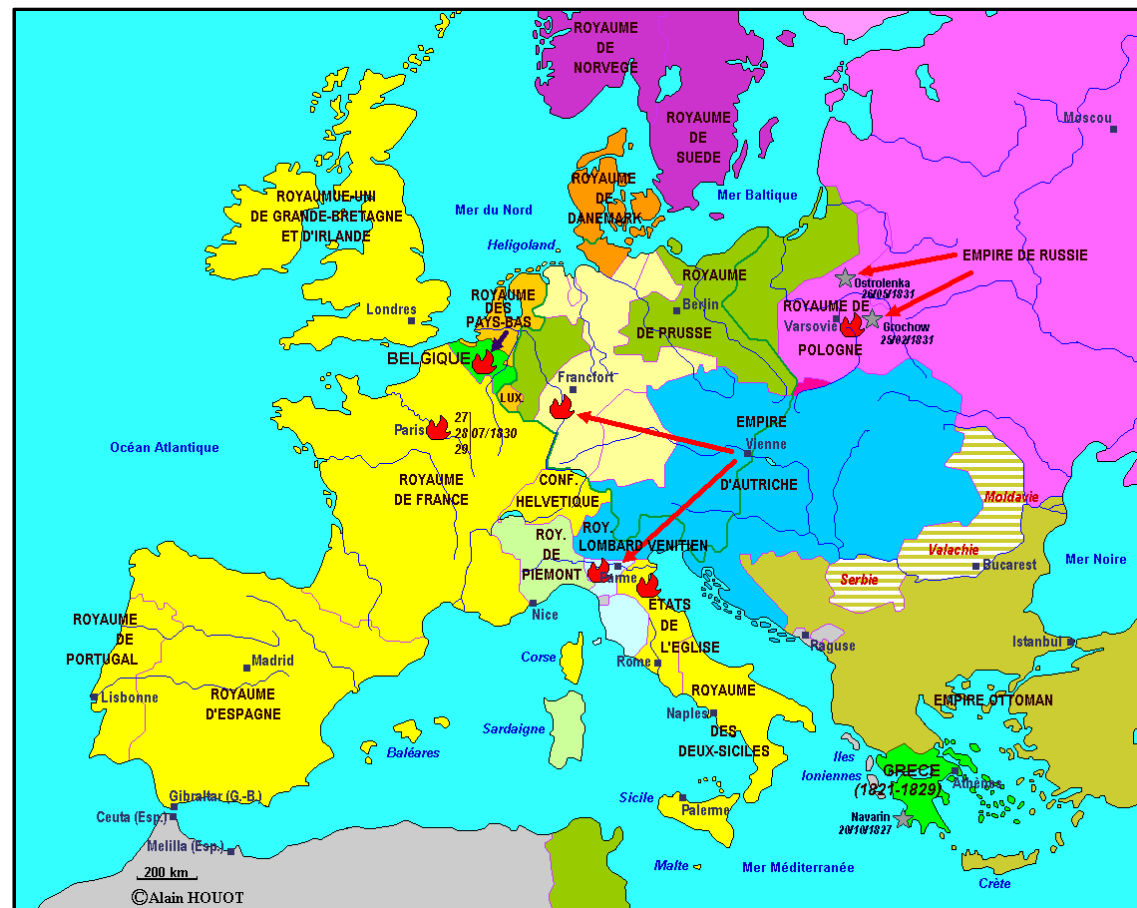 ROYAUME
DE
NORVEGE
ROYAUME
DE
SUEDE
Moscou
ROYAUMUE-UNI
DE GRANDE-BRETAGNE
ET D'IRLANDE
ROYAUME
DE
DANEMARK
Mer Baltique
Mer du Nord
Heligoland
EMPIRE DE RUSSIE
Ostrolenka
26/05/1831
ROYAUME
DE PRUSSE
Berlin
ROYAUME DE
POLOGNE
Varsovie
Grochow
25/02/1831
ROYAUME
DES
PAYS-BAS
Londres
BELGIQUE
LUX.
Francfort
Paris
27
28 07/1830
29
Océan Atlantique
ROYAUME
DE FRANCE
EMPIRE
D'AUTRICHE
Vienne
CONF.
HELVETIQUE
ROY.
DE
PIEMONT
ROY.
LOMBARD VENITIEN
Parme
Moldavie
Valachie
Serbie
Bucarest
Mer Noire
Nice
ETATS
DE
L'EGLISE
Raguse
Istanbul
ROYAUME
DE
PORTUGAL
Lisbonne
Madrid
ROYAUME
D'ESPAGNE
Corse
Rome
Sardaigne
Baléares
ROYAUME
DES
DEUX-SICILES
Naples
EMPIRE OTTOMAN
Iles
Ioniennes
GRECE
(1821-1829)
Athènes
Navarin
20/10/1827
Sicile
Palerme
Gibraltar (G.-B.)
Ceuta (Esp.)
Melilla (Esp.)
Malte
Mer Méditerranée
Crète
200 km
©Alain HOUOT